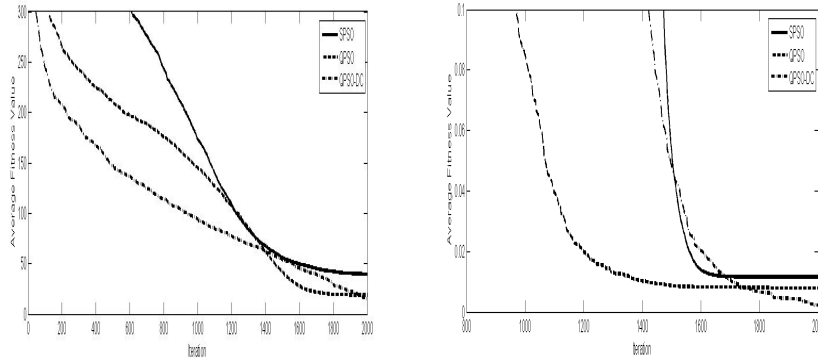 300
250
200
150
100
50
0
Average Fitness Value
0 200 400 600 800 1000 1200 1400 1600 1800 2000
Iteration
SPSO
QPSO
QPSO-DC
0.1
0.08
0.06
0.04
0.02
0
Average Fitness Value
800 1000 1200 1400 1600 1800 2000
Iteration
SPSO
QPSO
QPSO-DC